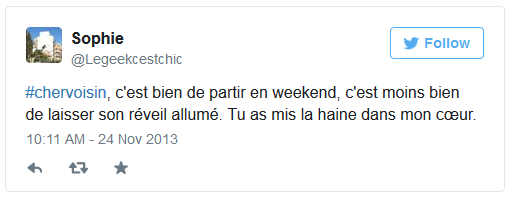 Sophie
@Legeekcestchic
Follow
#chervoisin, c'est bien de partir en weekend, c'est moins bien
de laisser son réveil allumé. Tu as mis la haine dans mon cœur.
10:11 AM - 24 Nov 2013